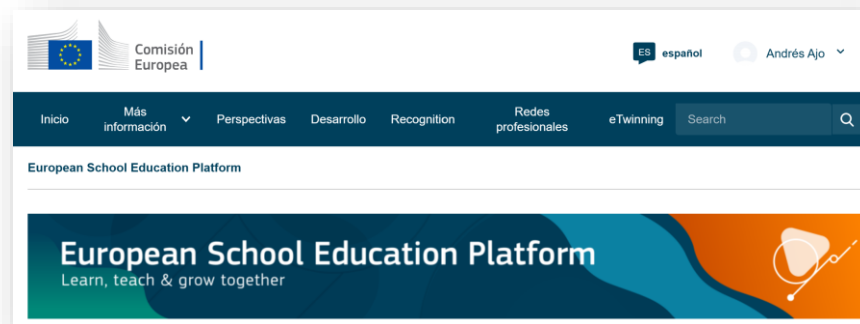 Comisión
Europea
ES español
Andrés Ajo
Inicio
Más
información
Perspectivas
Desarrollo
Recognition
Redes
profesionales
eTwinning
Search
European School Education Platform
European School Education Platform
Learn, teach & grow together